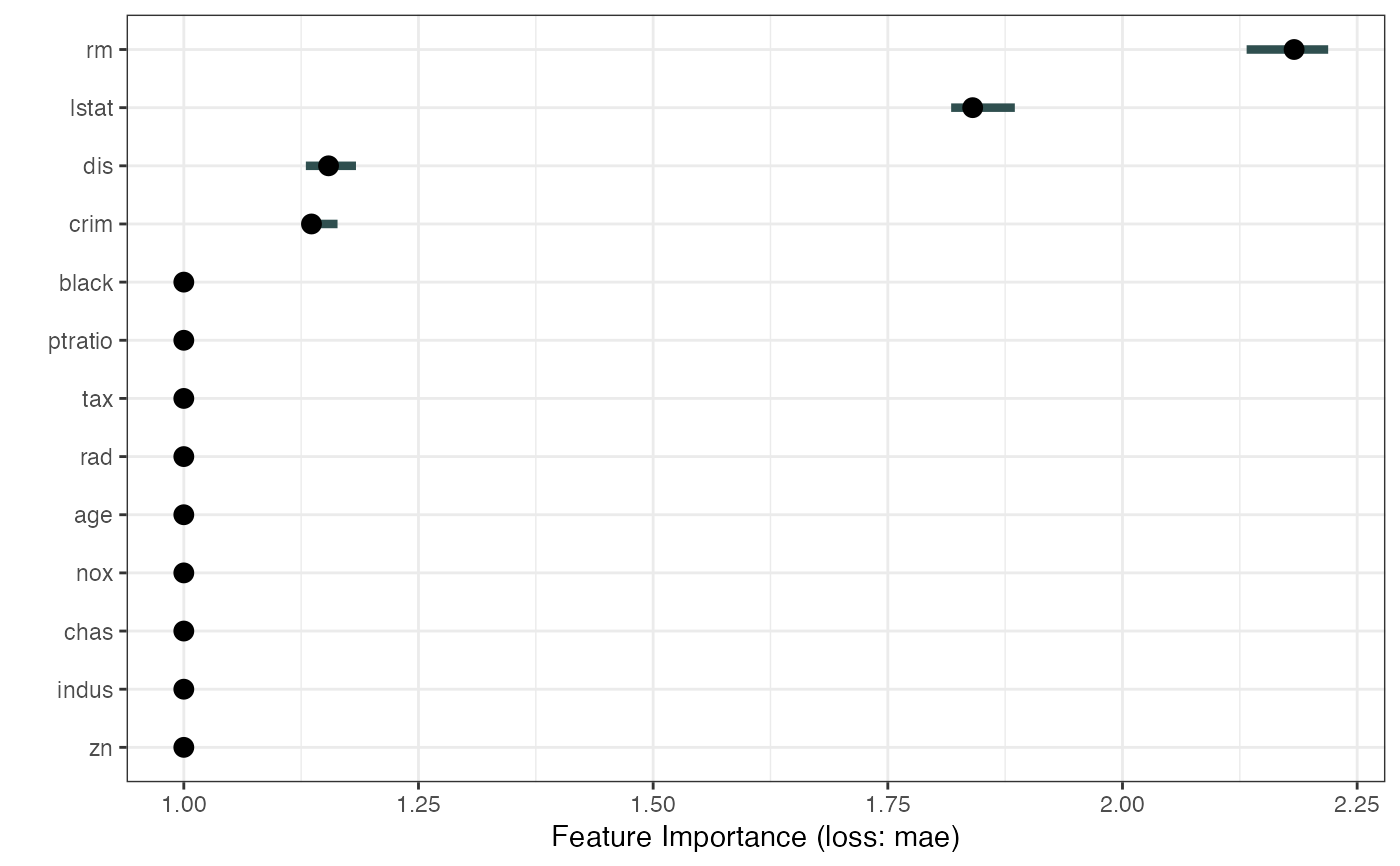 rm
lstat
dis
crim
black
ptratio
tax
rad
age
nox
chas
indus
zn
1.00 1.25 1.50 1.75 2.00 2.25
Feature Importance (loss: mae)